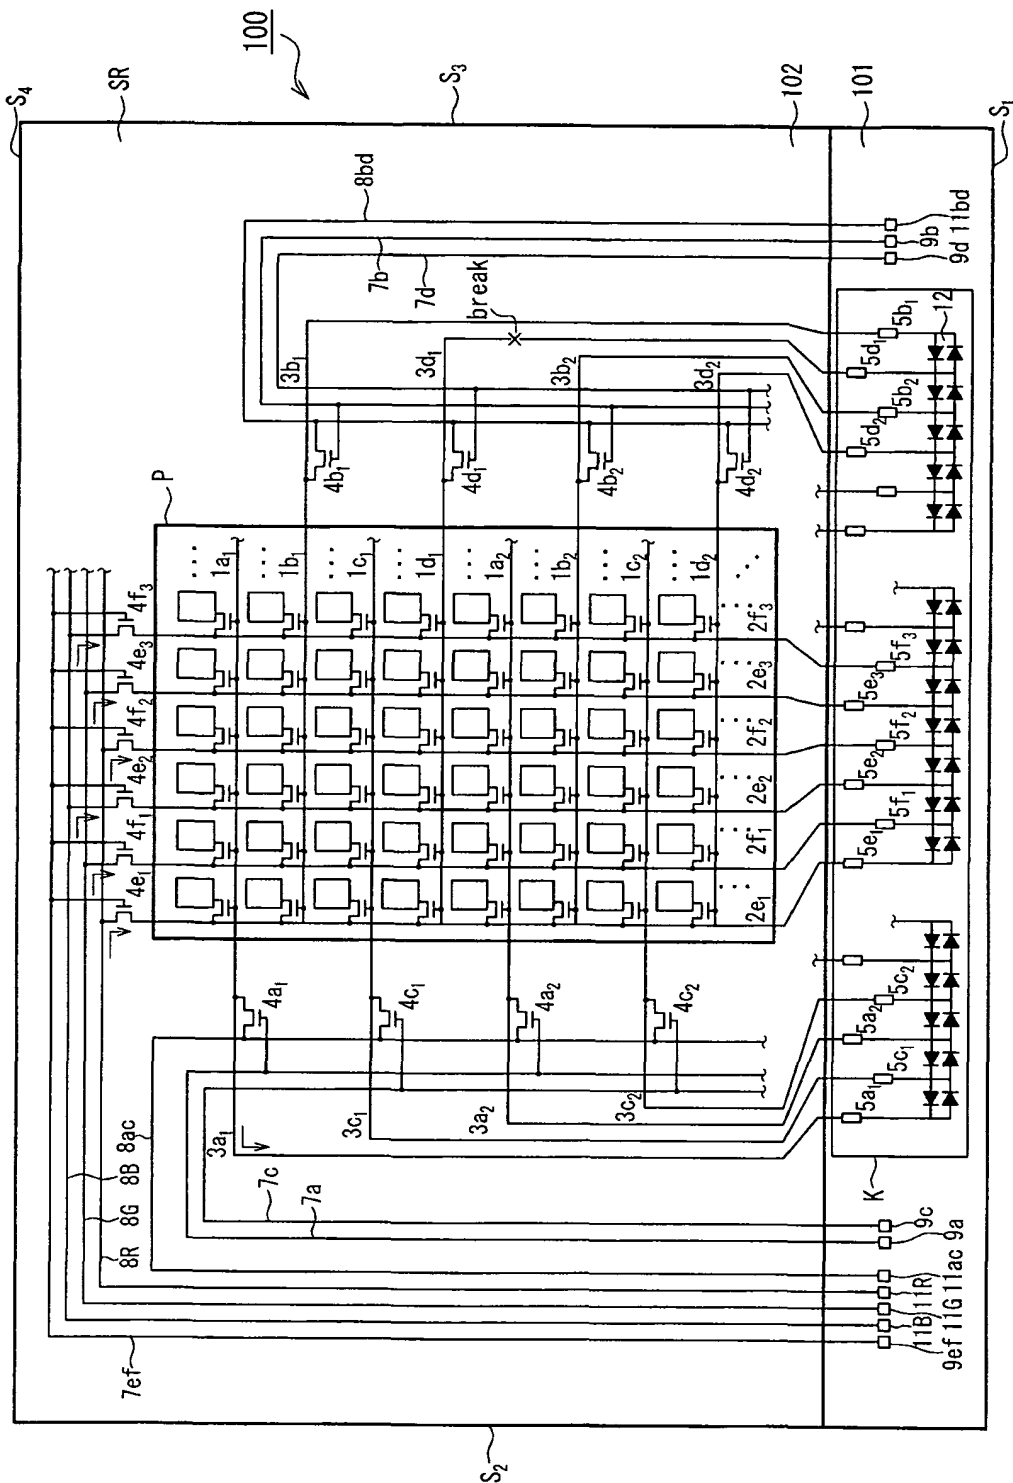 100
S₄
SR
S₃
102
101
S₁
8bd
7b
7d
break
11bd
9b
9d
3b₁
3d₁
3b₂
3d₂
4b₁
4d₁
4b₂
4d₂
5b₁
5d₁
5b₂
5d₂
12
P
1a₁
1b₁
1c₁
1d₁
1a₂
1b₂
1c₂
1d₂
4f₃
4e₃
4f₂
4e₂
4f₁
4e₁
2f₃
2e₃
2f₂
2e₂
2f₁
2e₁
5f₃
5e₃
5f₂
5e₂
5f₁
5e₁
4a₁
4c₁
4a₂
4c₂
3a₁
3c₁
3a₂
3c₂
5c₂
5a₂
5c₁
5a₁
K
8ac
8B
8G
8R
7c
7a
7ef
9c
9a
11ac
11R
11G
11B
9ef
S₂